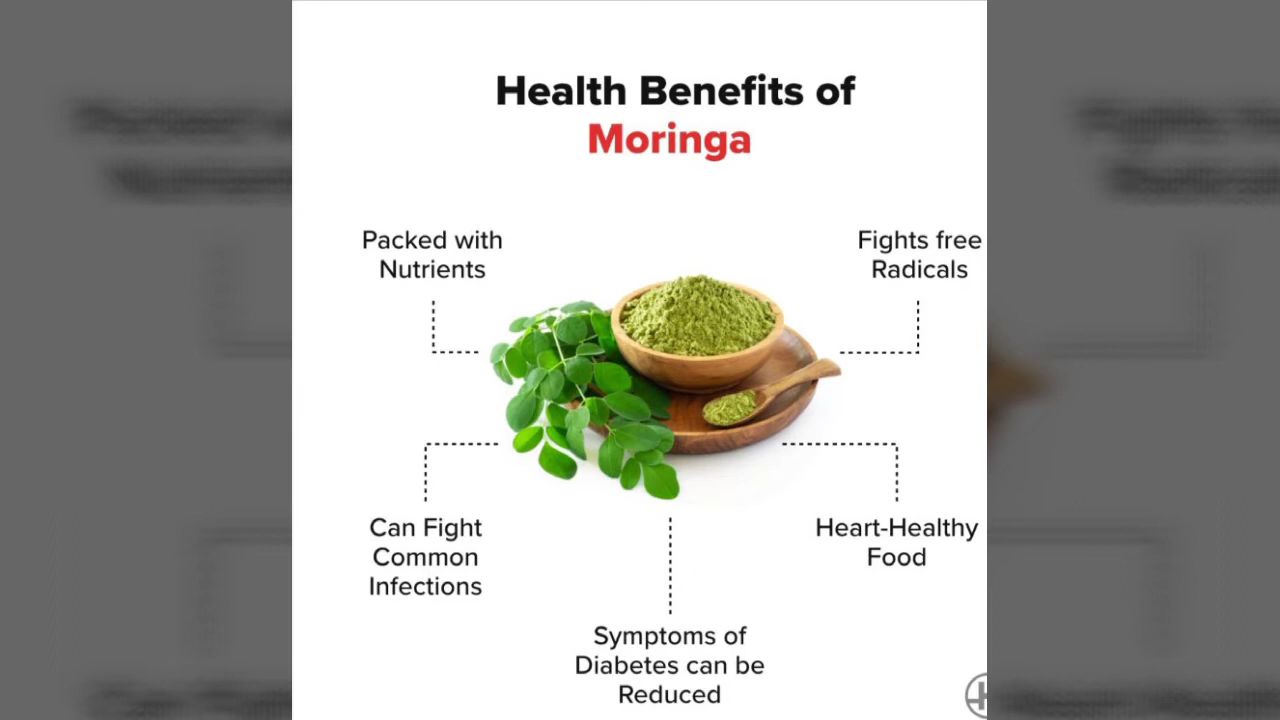 Health Benefits of
Moringa
Packed with
Nutrients
Fights free
Radicals
Can Fight
Common
Infections
Heart-Healthy
Food
Symptoms of
Diabetes can be
Reduced